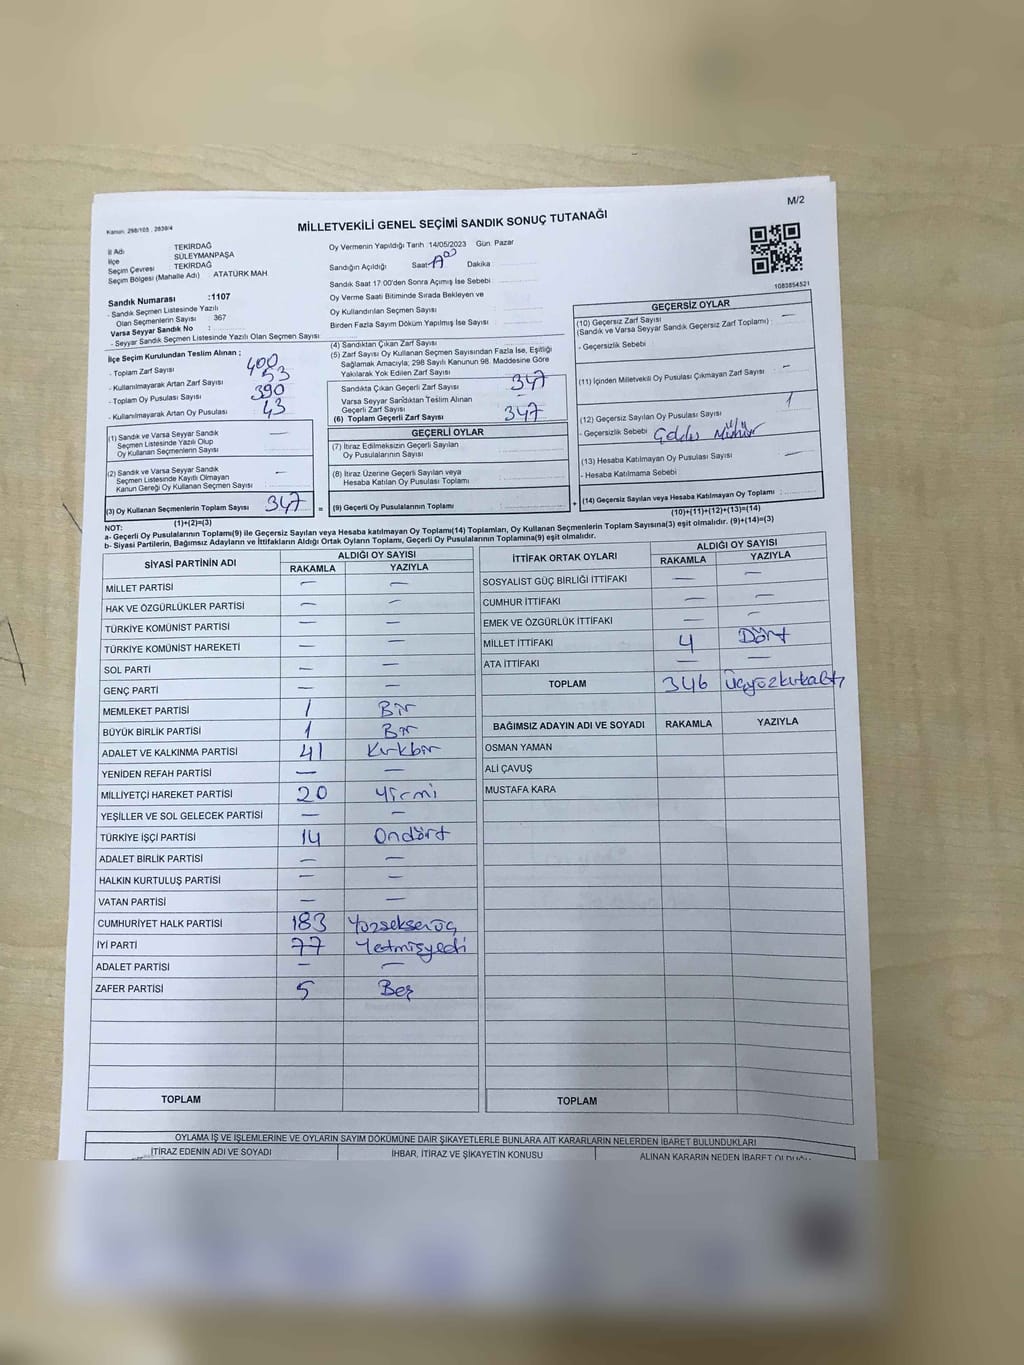 M/2
Kanun: 298/105 , 2839/4
MİLLETVEKİLİ GENEL SEÇİMİ SANDIK SONUÇ TUTANAĞI
İl Adı : TEKİRDAĞ
İlçe : SÜLEYMANPAŞA
Seçim Çevresi : TEKİRDAĞ
Seçim Bölgesi (Mahalle Adı) : ATATÜRK MAH
Sandık Numarası :1107
- Sandık Seçmen Listesinde Yazılı
Olan Seçmenlerin Sayısı : 367
Varsa Seyyar Sandık No :
- Seyyar Sandık Seçmen Listesinde Yazılı Olan Seçmen Sayısı
Oy Vermenin Yapıldığı Tarih :14/05/2023 Gün: Pazar
Sandığın Açıldığı Saat Dakika :
Sandık Saat 17:00'den Sonra Açımış İse Sebebi :
Oy Verme Saati Bitiminde Sırada Bekleyen ve
Oy Kullandırılan Seçmen Sayısı :
Birden Fazla Sayım Döküm Yapılmış İse Sayısı :
1083854521
İlçe Seçim Kurulundan Teslim Alınan ;
- Toplam Zarf Sayısı 400
- Kullanılmayarak Artan Zarf Sayısı 53
- Toplam Oy Pusulası Sayısı 390
- Kullanılmayarak Artan Oy Pusulası 43
(1) Sandık ve Varsa Seyyar Sandık
Seçmen Listesinde Yazılı Olup
Oy Kullanan Seçmenlerin Sayısı —
(2) Sandık ve Varsa Seyyar Sandık
Seçmen Listesinde Kayıtlı Olmayan
Kanun Gereği Oy Kullanan Seçmen Sayısı : —
(3) Oy Kullanan Seçmenlerin Toplam Sayısı 347 =
(1)+(2)=(3)
(4) Sandıktan Çıkan Zarf Sayısı
(5) Zarf Sayısı Oy Kullanan Seçmen Sayısından Fazla İse, Eşitliği
Sağlamak Amacıyla; 298 Sayılı Kanunun 98. Maddesine Göre
Yakılarak Yok Edilen Zarf Sayısı :
Sandıkta Çıkan Geçerli Zarf Sayısı 347
Varsa Seyyar Sandıktan Teslim Alınan
Geçerli Zarf Sayısı
(6) Toplam Geçerli Zarf Sayısı 347
GEÇERLİ OYLAR
(7) İtiraz Edilmeksizin Geçerli Sayılan
Oy Pusulalarının Sayısı :
(8) İtiraz Üzerine Geçerli Sayılan veya
Hesaba Katılan Oy Pusulası Toplamı :
(9) Geçerli Oy Pusulalarının Toplamı : +
GEÇERSİZ OYLAR
(10) Geçersiz Zarf Sayısı
(Sandık ve Varsa Seyyar Sandık Geçersiz Zarf Toplamı) : —
- Geçersizlik Sebebi :
(11) İçinden Milletvekili Oy Pusulası Çıkmayan Zarf Sayısı : —
(12) Geçersiz Sayılan Oy Pusulası Sayısı 1
- Geçersizlik Sebebi : Mühür
(13) Hesaba Katılmayan Oy Pusulası Sayısı —
- Hesaba Katılmama Sebebi :
(14) Geçersiz Sayılan veya Hesaba Katılmayan Oy Toplamı :
(10)+(11)+(12)+(13)=(14)
NOT:
a- Geçerli Oy Pusulalarının Toplamı(9) ile Geçersiz Sayılan veya Hesaba katılmayan Oy Toplamı(14) Toplamları, Oy Kullanan Seçmenlerin Toplam Sayısına(3) eşit olmalıdır. (9)+(14)=(3)
b- Siyasi Partilerin, Bağımsız Adayların ve İttifakların Aldığı Ortak Oyların Toplamı, Geçerli Oy Pusulalarının Toplamına(9) eşit olmalıdır.
SİYASİ PARTİNİN ADI ALDIĞI OY SAYISI
RAKAMLA YAZIYLA
MİLLET PARTİSİ — —
HAK VE ÖZGÜRLÜKLER PARTİSİ — —
TÜRKİYE KOMÜNİST PARTİSİ — —
TÜRKİYE KOMÜNİST HAREKETİ — —
SOL PARTİ — —
GENÇ PARTİ — —
MEMLEKET PARTİSİ 1 Bir
BÜYÜK BİRLİK PARTİSİ 1 Bir
ADALET VE KALKINMA PARTİSİ 41 Kırkbir
YENİDEN REFAH PARTİSİ — —
MİLLİYETÇİ HAREKET PARTİSİ 20 Yirmi
YEŞİLLER VE SOL GELECEK PARTİSİ — —
TÜRKİYE İŞÇİ PARTİSİ 14 Ondört
ADALET BİRLİK PARTİSİ — —
HALKIN KURTULUŞ PARTİSİ — —
VATAN PARTİSİ — —
CUMHURİYET HALK PARTİSİ 183 Yüzseksenüç
İYİ PARTİ 77 Yetmişyedi
ADALET PARTİSİ — —
ZAFER PARTİSİ 5 Beş
TOPLAM
İTTİFAK ORTAK OYLARI ALDIĞI OY SAYISI
RAKAMLA YAZIYLA
SOSYALİST GÜÇ BİRLİĞİ İTTİFAKI — —
CUMHUR İTTİFAKI — —
EMEK VE ÖZGÜRLÜK İTTİFAKI — —
MİLLET İTTİFAKI 4 Dört
ATA İTTİFAKI — —
TOPLAM 346 Üçyüzkırkaltı
BAĞIMSIZ ADAYIN ADI VE SOYADI RAKAMLA YAZIYLA
OSMAN YAMAN
ALİ ÇAVUŞ
MUSTAFA KARA
TOPLAM
OYLAMA İŞ VE İŞLEMLERİNE VE OYLARIN SAYIM DÖKÜMÜNE DAİR ŞİKAYETLERLE BUNLARA AİT KARARLARIN NELERDEN İBARET BULUNDUKLARI
İTİRAZ EDENİN ADI VE SOYADI İHBAR, İTİRAZ VE ŞİKAYETİN KONUSU ALINAN KARARIN NEDEN İBARET OLDUĞU